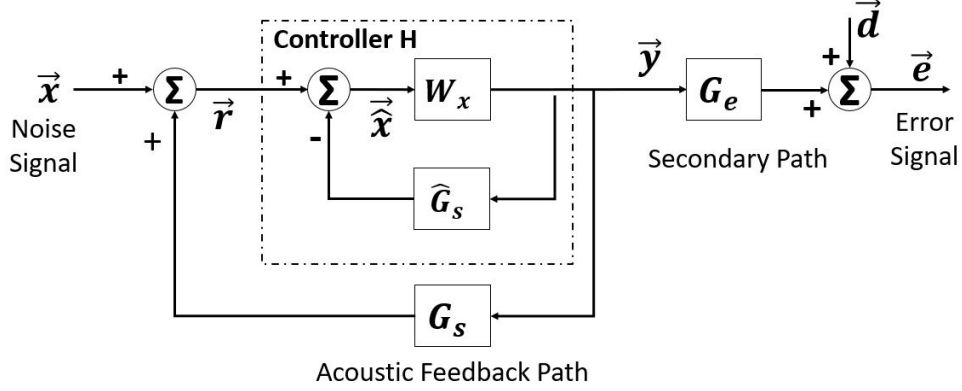 Controller H
x⃗
+
Σ
r⃗
+
Σ
x̂⃗
W_x
y⃗
G_e
+
d⃗
+
Σ
e⃗
Noise
Signal
+
-
Ĝ_s
Secondary Path
Error
Signal
G_s
Acoustic Feedback Path